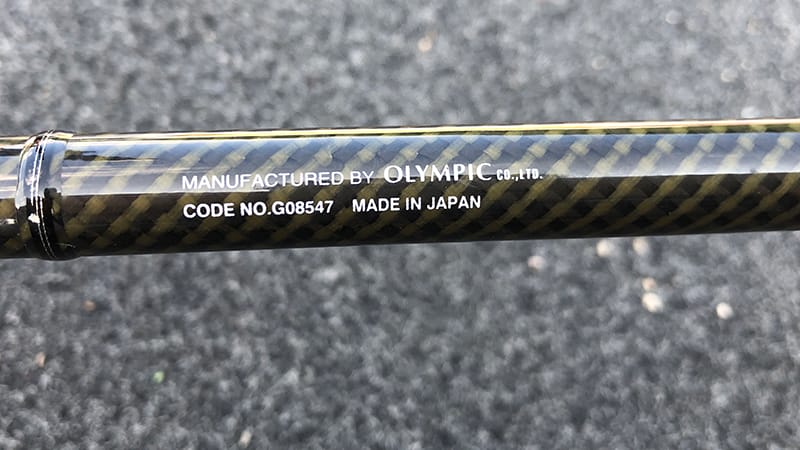 MANUFACTURED BY OLYMPIC CO.,LTD.
CODE NO.G08547 MADE IN JAPAN